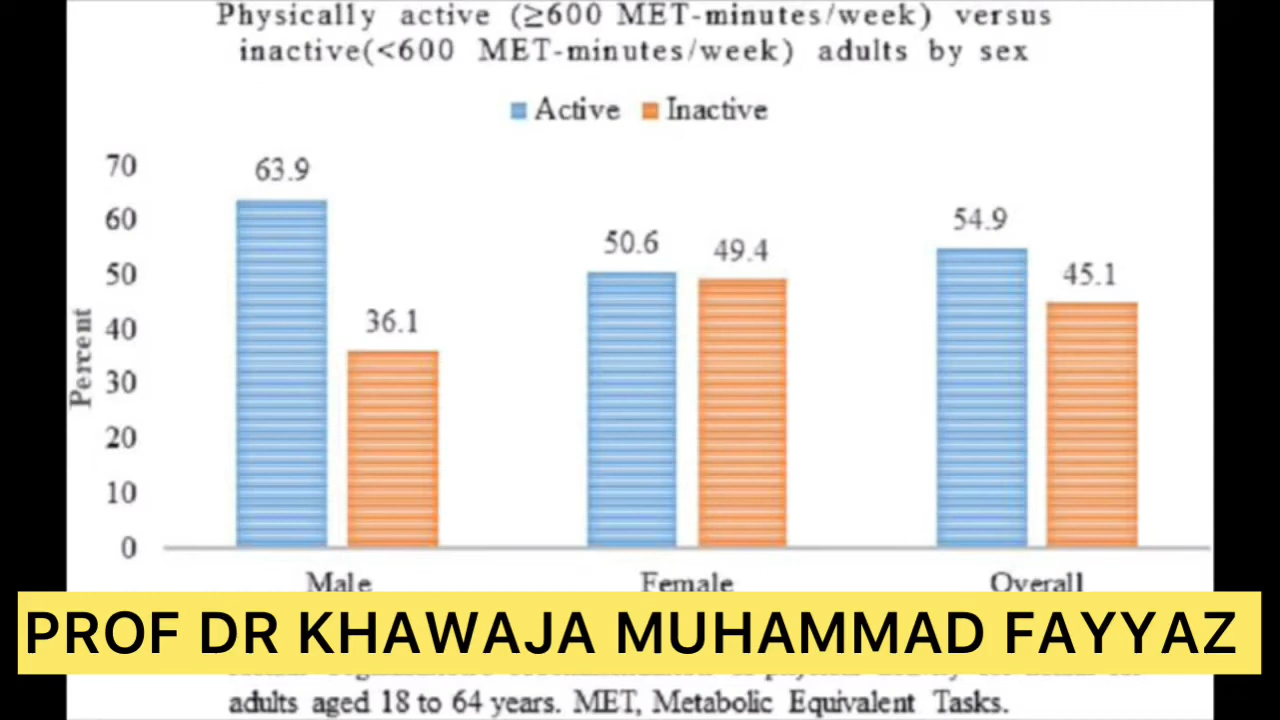 Physically active (≥600 MET-minutes/week) versus
inactive(<600 MET-minutes/week) adults by sex
Active Inactive
70
60
50
40
30
20
10
0
Percent
63.9
36.1
50.6
49.4
54.9
45.1
Male Female Overall
PROF DR KHAWAJA MUHAMMAD FAYYAZ
adults aged 18 to 64 years. MET, Metabolic Equivalent Tasks.